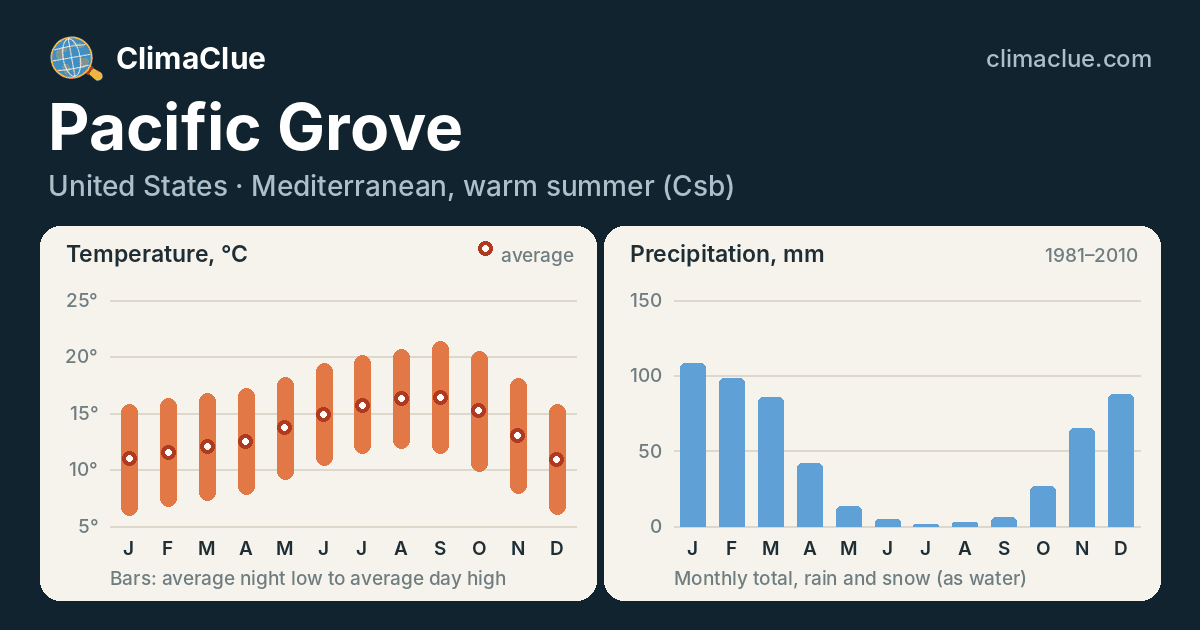 ClimaClue
climaclue.com
Pacific Grove
United States · Mediterranean, warm summer (Csb)
Temperature, °C
average
25°
20°
15°
10°
5°
J F M A M J J A S O N D
Bars: average night low to average day high
Precipitation, mm
1981–2010
150
100
50
0
J F M A M J J A S O N D
Monthly total, rain and snow (as water)